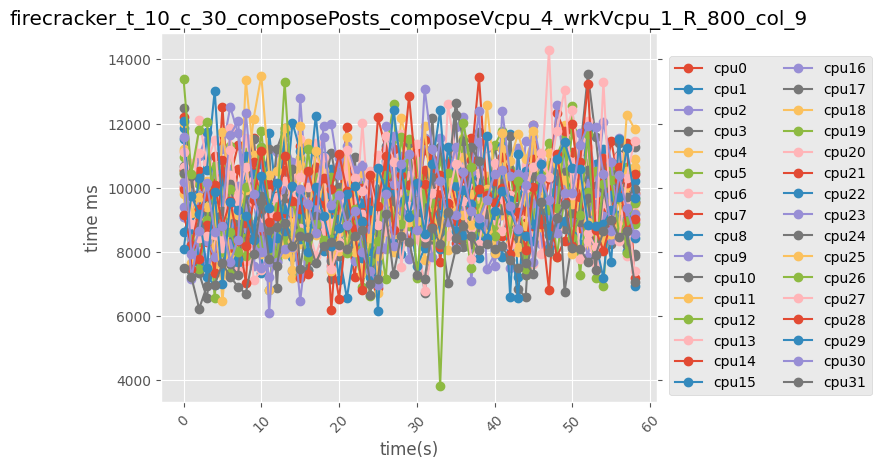 firecracker_t_10_c_30_composePosts_composeVcpu_4_wrkVcpu_1_R_800_col_9
14000
12000
10000
8000
6000
4000
time ms
0 10 20 30 40 50 60
time(s)
cpu0 cpu16
cpu1 cpu17
cpu2 cpu18
cpu3 cpu19
cpu4 cpu20
cpu5 cpu21
cpu6 cpu22
cpu7 cpu23
cpu8 cpu24
cpu9 cpu25
cpu10 cpu26
cpu11 cpu27
cpu12 cpu28
cpu13 cpu29
cpu14 cpu30
cpu15 cpu31